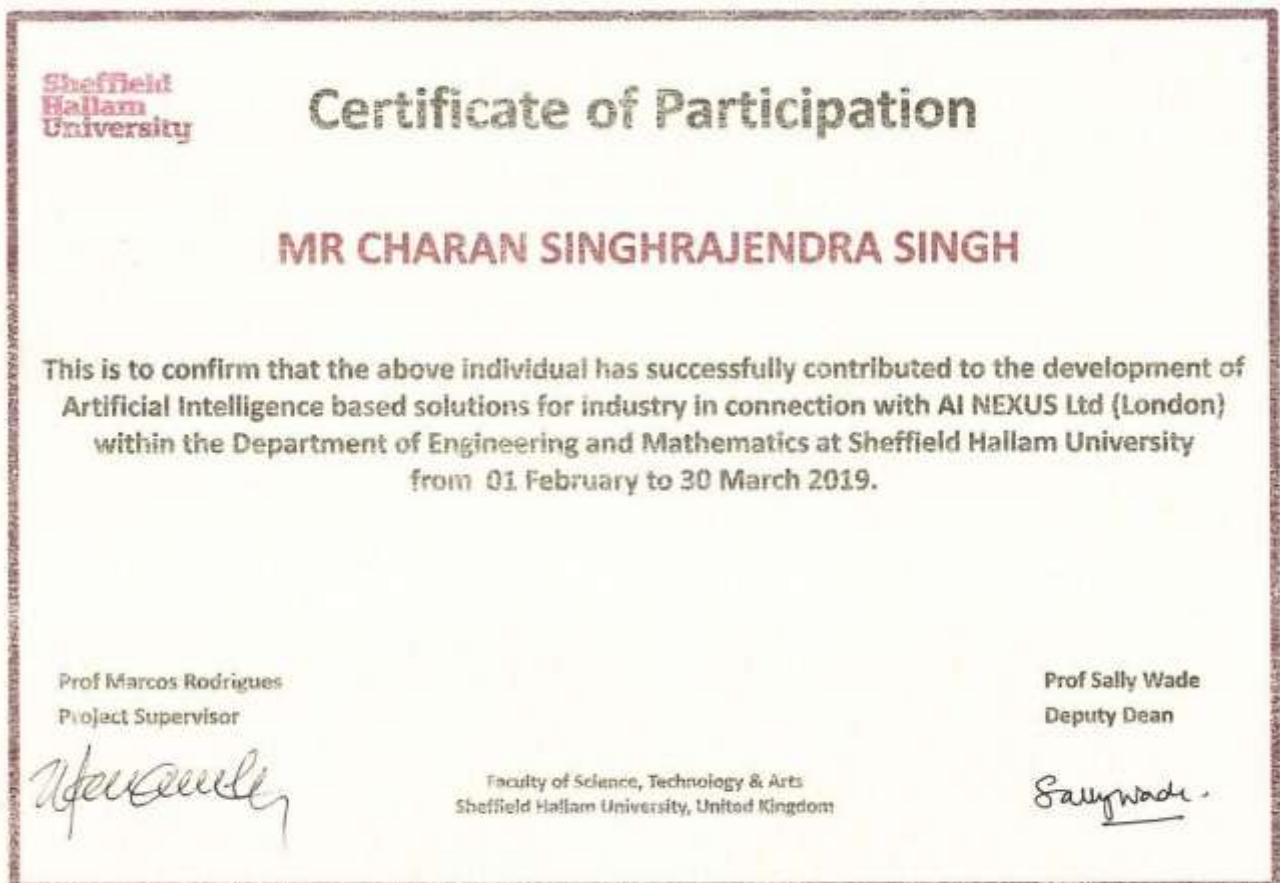 Sheffield
Hallam
University
Certificate of Participation
MR CHARAN SINGHRAJENDRA SINGH
This is to confirm that the above individual has successfully contributed to the development of
Artificial Intelligence based solutions for industry in connection with AI NEXUS Ltd (London)
within the Department of Engineering and Mathematics at Sheffield Hallam University
from 01 February to 30 March 2019.
Prof Marcos Rodrigues
Project Supervisor
Prof Sally Wade
Deputy Dean
Faculty of Science, Technology & Arts
Sheffield Hallam University, United Kingdom
Sallywade.